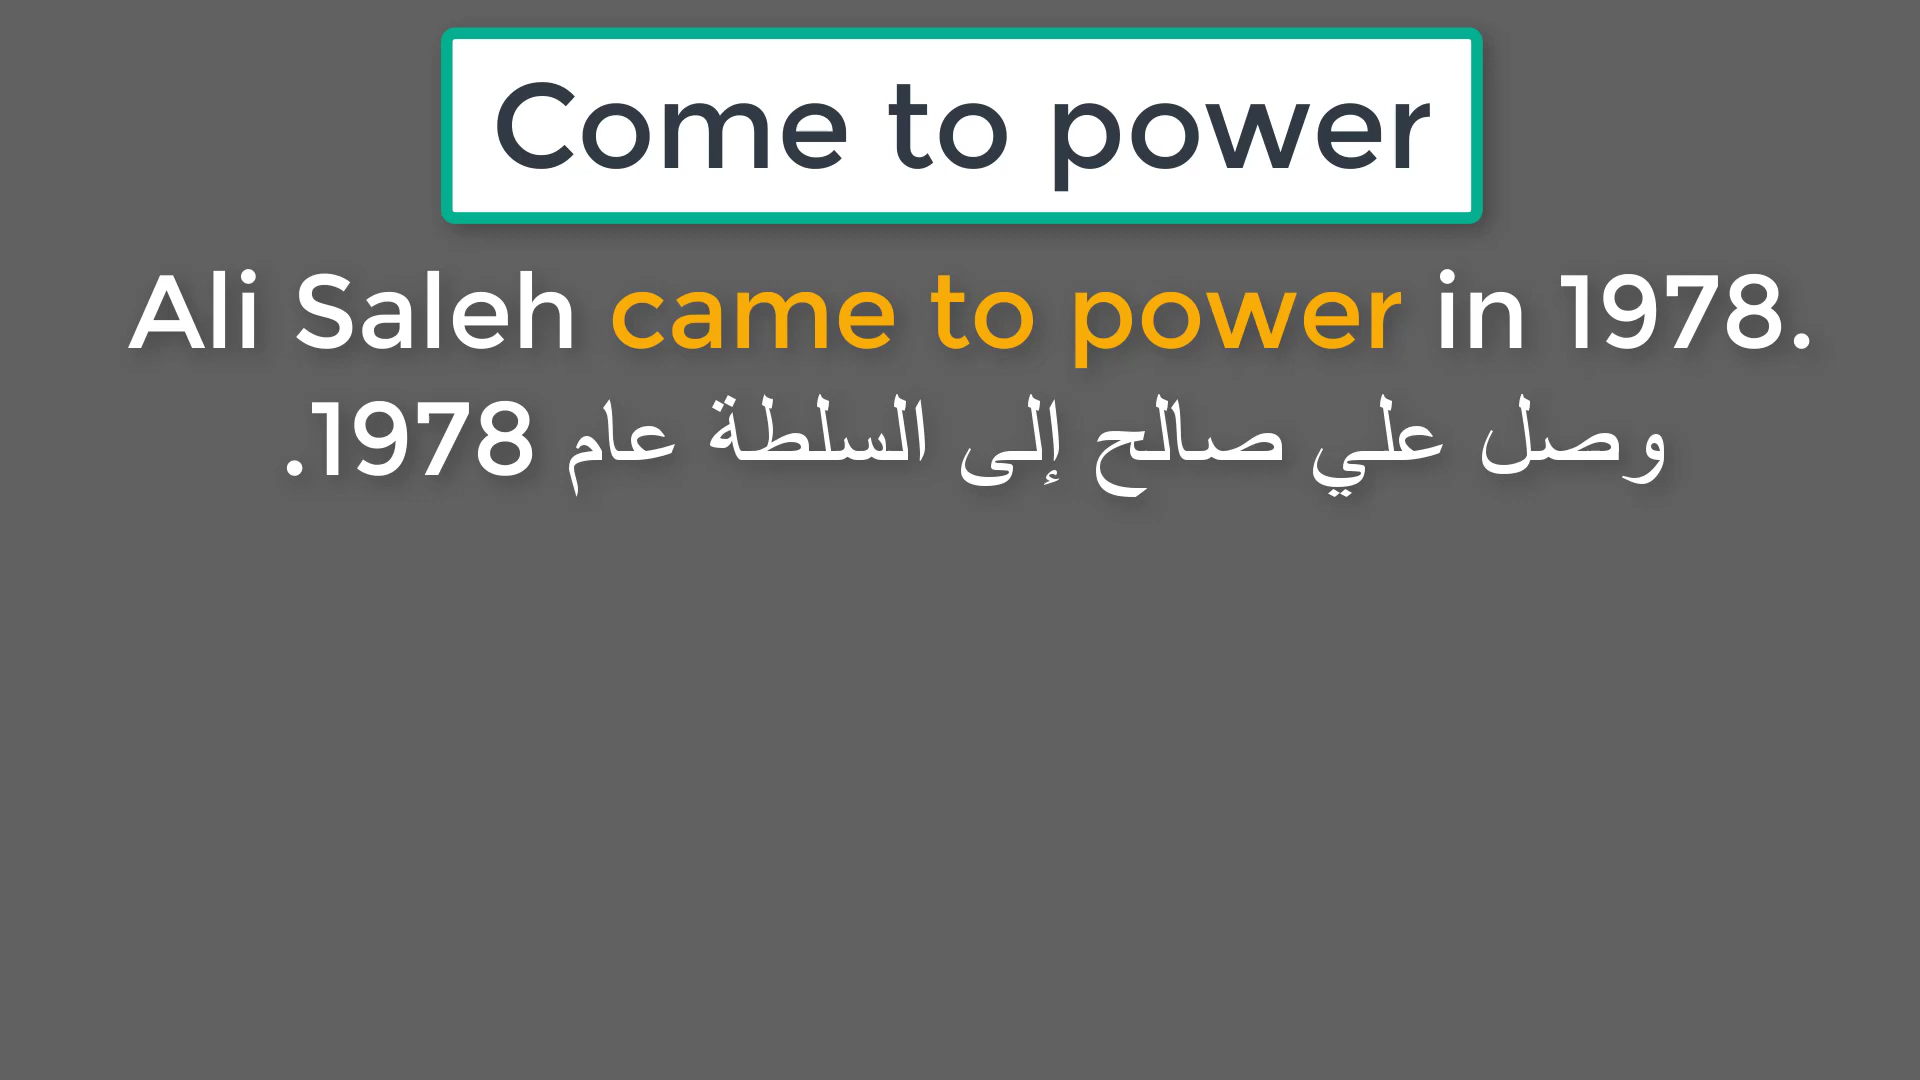 Come to power
Ali Saleh came to power in 1978.
وصل علي صالح إلى السلطة عام 1978.